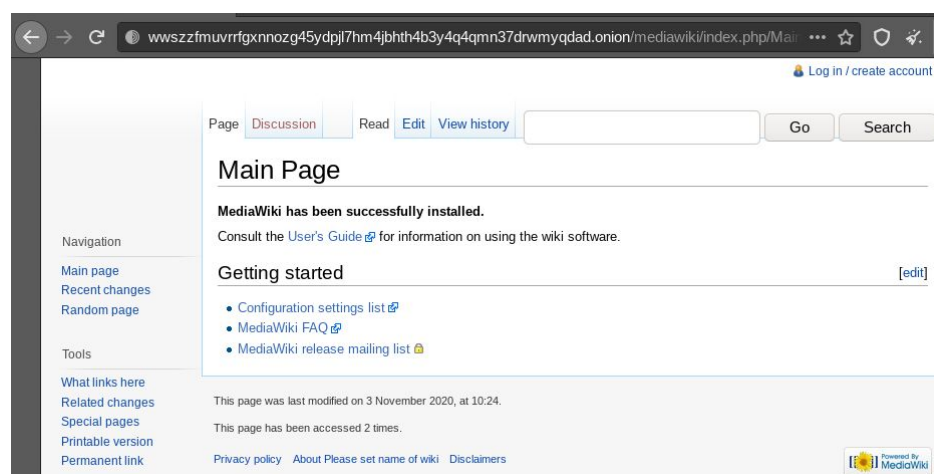 wwszzfmuvrrfgxnnozg45ydpjl7hm4jbhth4b3y4q4qmn37drwmyqdad.onion/mediawiki/index.php/Mai
Log in / create account
Page Discussion Read Edit View history Go Search
Main Page
MediaWiki has been successfully installed.
Consult the User's Guide for information on using the wiki software.
Getting started [edit]
Configuration settings list
MediaWiki FAQ
MediaWiki release mailing list
Navigation
Main page
Recent changes
Random page
Tools
What links here
Related changes
Special pages
Printable version
Permanent link
This page was last modified on 3 November 2020, at 10:24.
This page has been accessed 2 times.
Privacy policy About Please set name of wiki Disclaimers
Powered By
MediaWiki